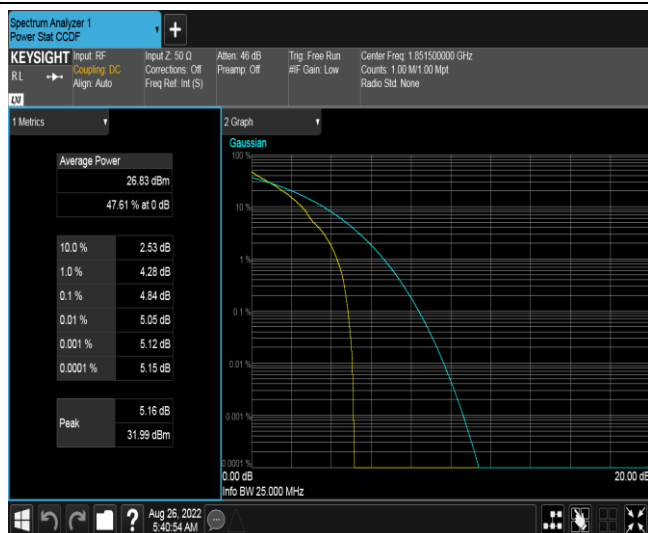 Spectrum Analyzer 1
Power Stat CCDF
+
KEYSIGHT
RL
LXI
Input: RF
Coupling: DC
Align: Auto
Input Z: 50 Ω
Corrections: Off
Freq Ref: Int (S)
Atten: 46 dB
Preamp: Off
Trig: Free Run
#IF Gain: Low
Center Freq: 1.851500000 GHz
Counts: 1.00 M/1.00 Mpt
Radio Std: None
1 Metrics
Average Power
26.83 dBm
47.61 % at 0 dB
10.0 % 2.53 dB
1.0 % 4.28 dB
0.1 % 4.84 dB
0.01 % 5.05 dB
0.001 % 5.12 dB
0.0001 % 5.15 dB
Peak
5.16 dB
31.99 dBm
2 Graph
Gaussian
100 %
10 %
1 %
0.1 %
0.01 %
0.001 %
0.0001 %
0.00 dB 20.00 dB
Info BW 25.000 MHz
?
Aug 26, 2022
5:40:54 AM